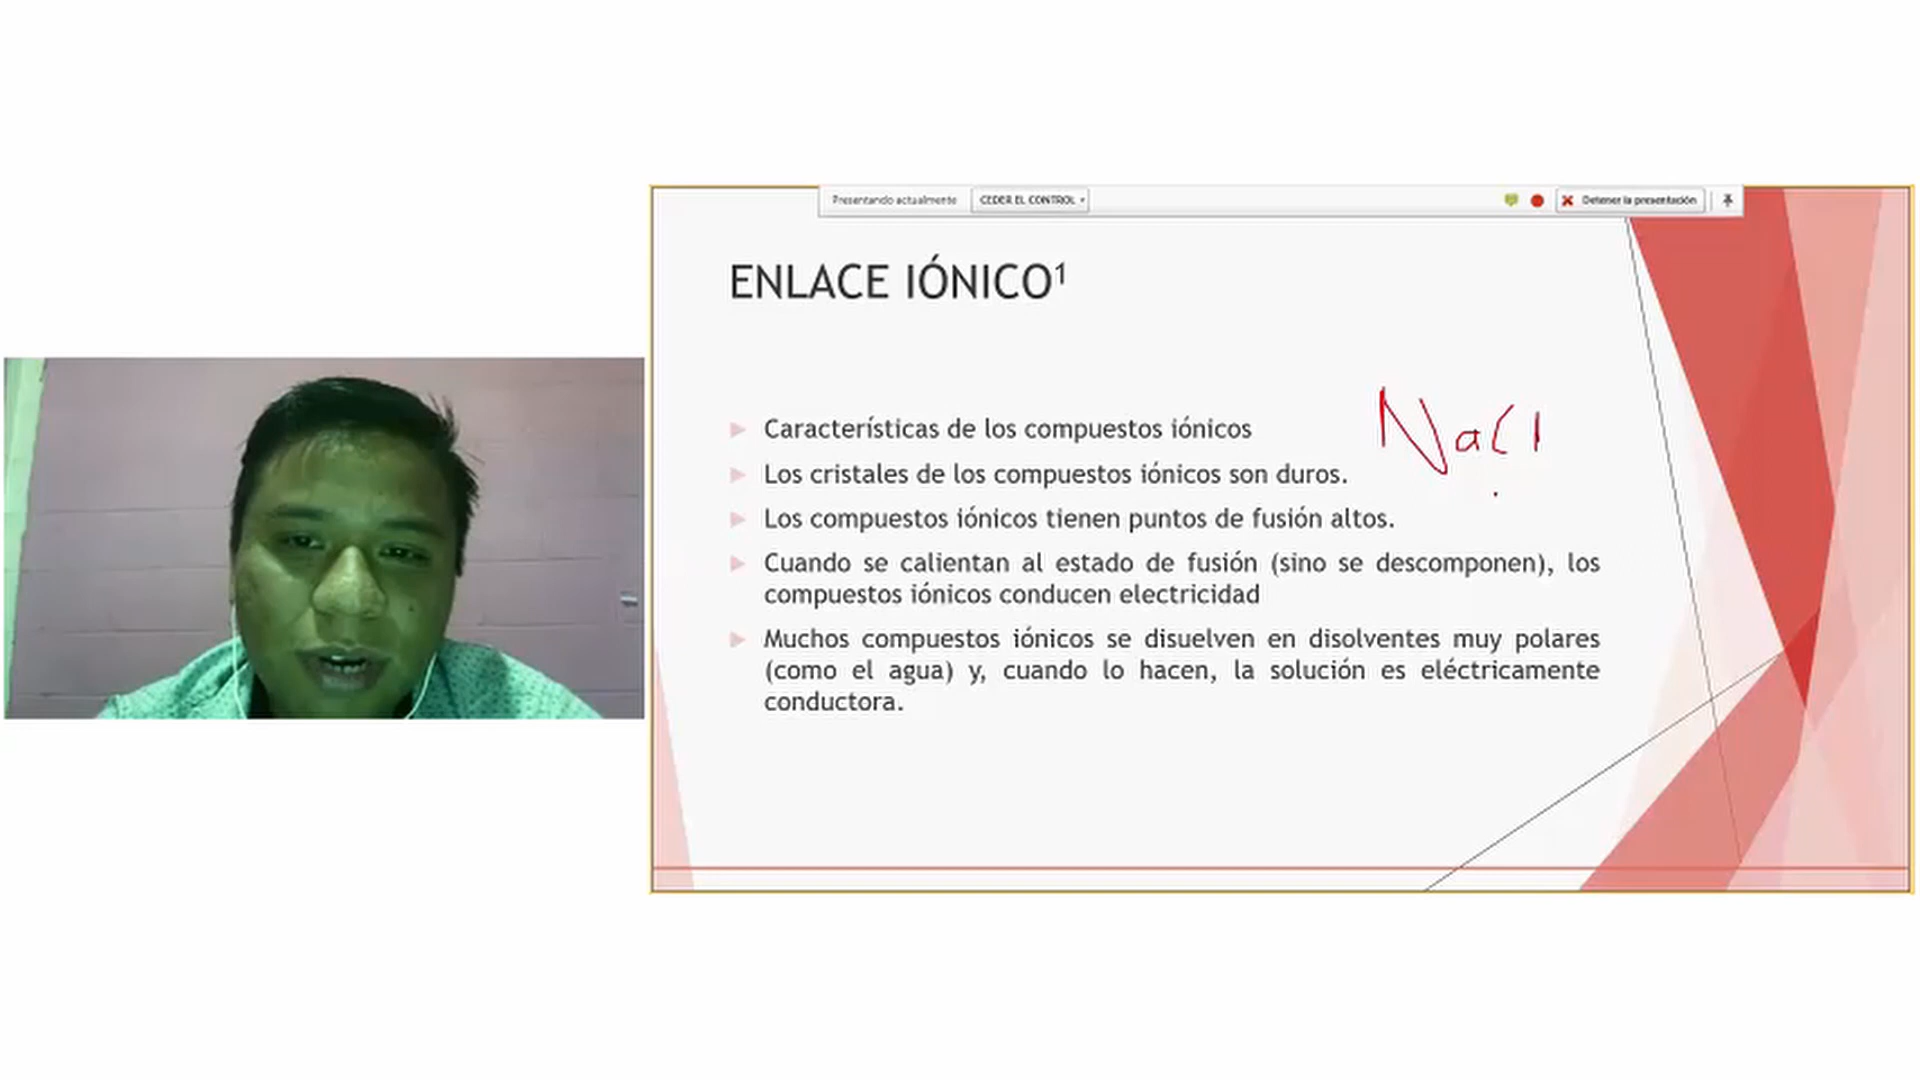 Presentando actualmente CEDER EL CONTROL Detener la presentación
ENLACE IÓNICO¹
NaCl
Características de los compuestos iónicos
Los cristales de los compuestos iónicos son duros.
Los compuestos iónicos tienen puntos de fusión altos.
Cuando se calientan al estado de fusión (sino se descomponen), los
compuestos iónicos conducen electricidad
Muchos compuestos iónicos se disuelven en disolventes muy polares
(como el agua) y, cuando lo hacen, la solución es eléctricamente
conductora.